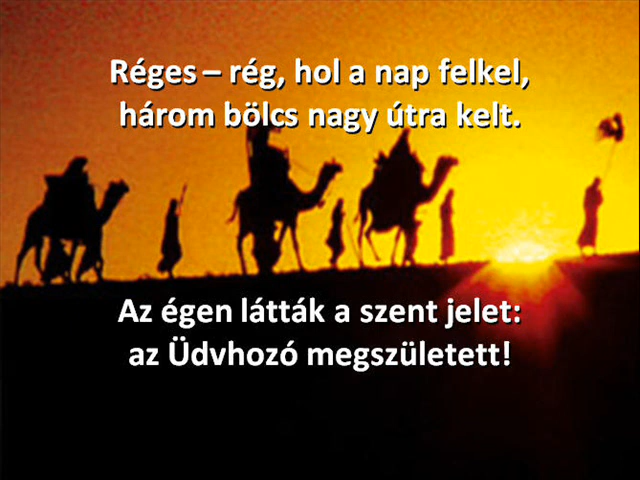 Réges – rég, hol a nap felkel,
három bölcs nagy útra kelt.
Az égen látták a szent jelet:
az Üdvhozó megszületett!